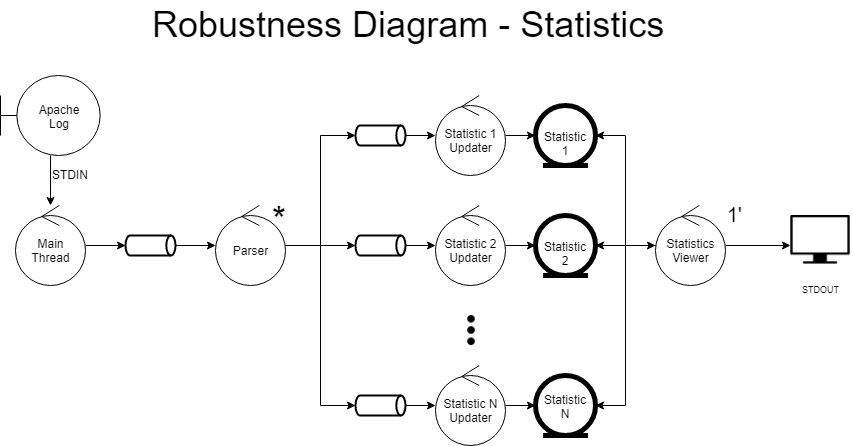 Robustness Diagram - Statistics
Apache
Log
STDIN
Main
Thread
Parser
*
Statistic 1
Updater
Statistic
1
Statistic 2
Updater
Statistic
2
Statistic N
Updater
Statistic
N
Statistics
Viewer
1'
STDOUT